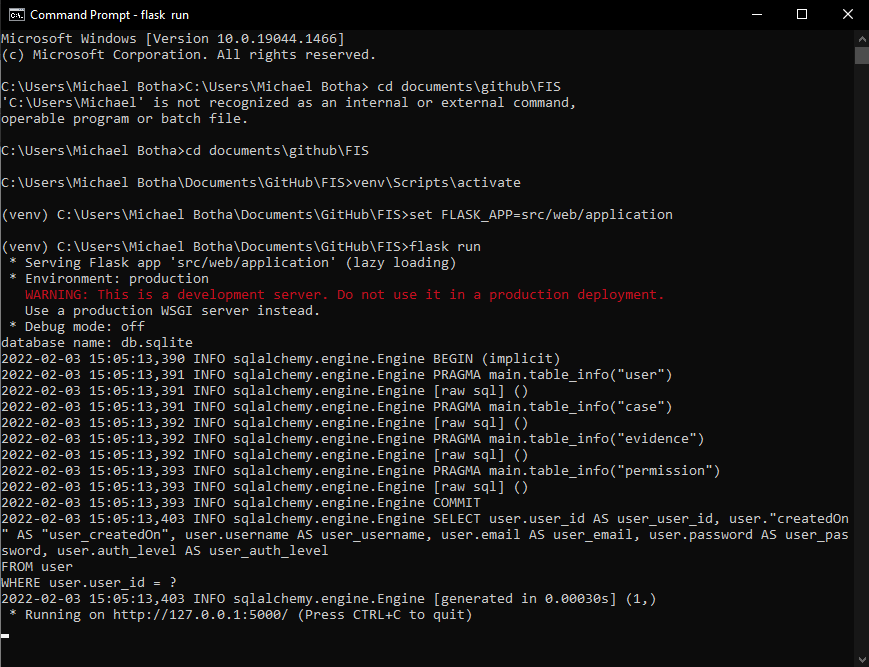 Command Prompt - flask run
Microsoft Windows [Version 10.0.19044.1466]
(c) Microsoft Corporation. All rights reserved.
C:\Users\Michael Botha>C:\Users\Michael Botha> cd documents\github\FIS
'C:\Users\Michael' is not recognized as an internal or external command,
operable program or batch file.
C:\Users\Michael Botha>cd documents\github\FIS
C:\Users\Michael Botha\Documents\GitHub\FIS>venv\Scripts\activate
(venv) C:\Users\Michael Botha\Documents\GitHub\FIS>set FLASK_APP=src/web/application
(venv) C:\Users\Michael Botha\Documents\GitHub\FIS>flask run
 * Serving Flask app 'src/web/application' (lazy loading)
 * Environment: production
   WARNING: This is a development server. Do not use it in a production deployment.
   Use a production WSGI server instead.
 * Debug mode: off
database name: db.sqlite
2022-02-03 15:05:13,390 INFO sqlalchemy.engine.Engine BEGIN (implicit)
2022-02-03 15:05:13,391 INFO sqlalchemy.engine.Engine PRAGMA main.table_info("user")
2022-02-03 15:05:13,391 INFO sqlalchemy.engine.Engine [raw sql] ()
2022-02-03 15:05:13,391 INFO sqlalchemy.engine.Engine PRAGMA main.table_info("case")
2022-02-03 15:05:13,392 INFO sqlalchemy.engine.Engine [raw sql] ()
2022-02-03 15:05:13,392 INFO sqlalchemy.engine.Engine PRAGMA main.table_info("evidence")
2022-02-03 15:05:13,392 INFO sqlalchemy.engine.Engine [raw sql] ()
2022-02-03 15:05:13,393 INFO sqlalchemy.engine.Engine PRAGMA main.table_info("permission")
2022-02-03 15:05:13,393 INFO sqlalchemy.engine.Engine [raw sql] ()
2022-02-03 15:05:13,393 INFO sqlalchemy.engine.Engine COMMIT
2022-02-03 15:05:13,403 INFO sqlalchemy.engine.Engine SELECT user.user_id AS user_user_id, user."createdOn
" AS "user_createdOn", user.username AS user_username, user.email AS user_email, user.password AS user_pas
sword, user.auth_level AS user_auth_level
FROM user
WHERE user.user_id = ?
2022-02-03 15:05:13,403 INFO sqlalchemy.engine.Engine [generated in 0.00030s] (1,)
 * Running on http://127.0.0.1:5000/ (Press CTRL+C to quit)